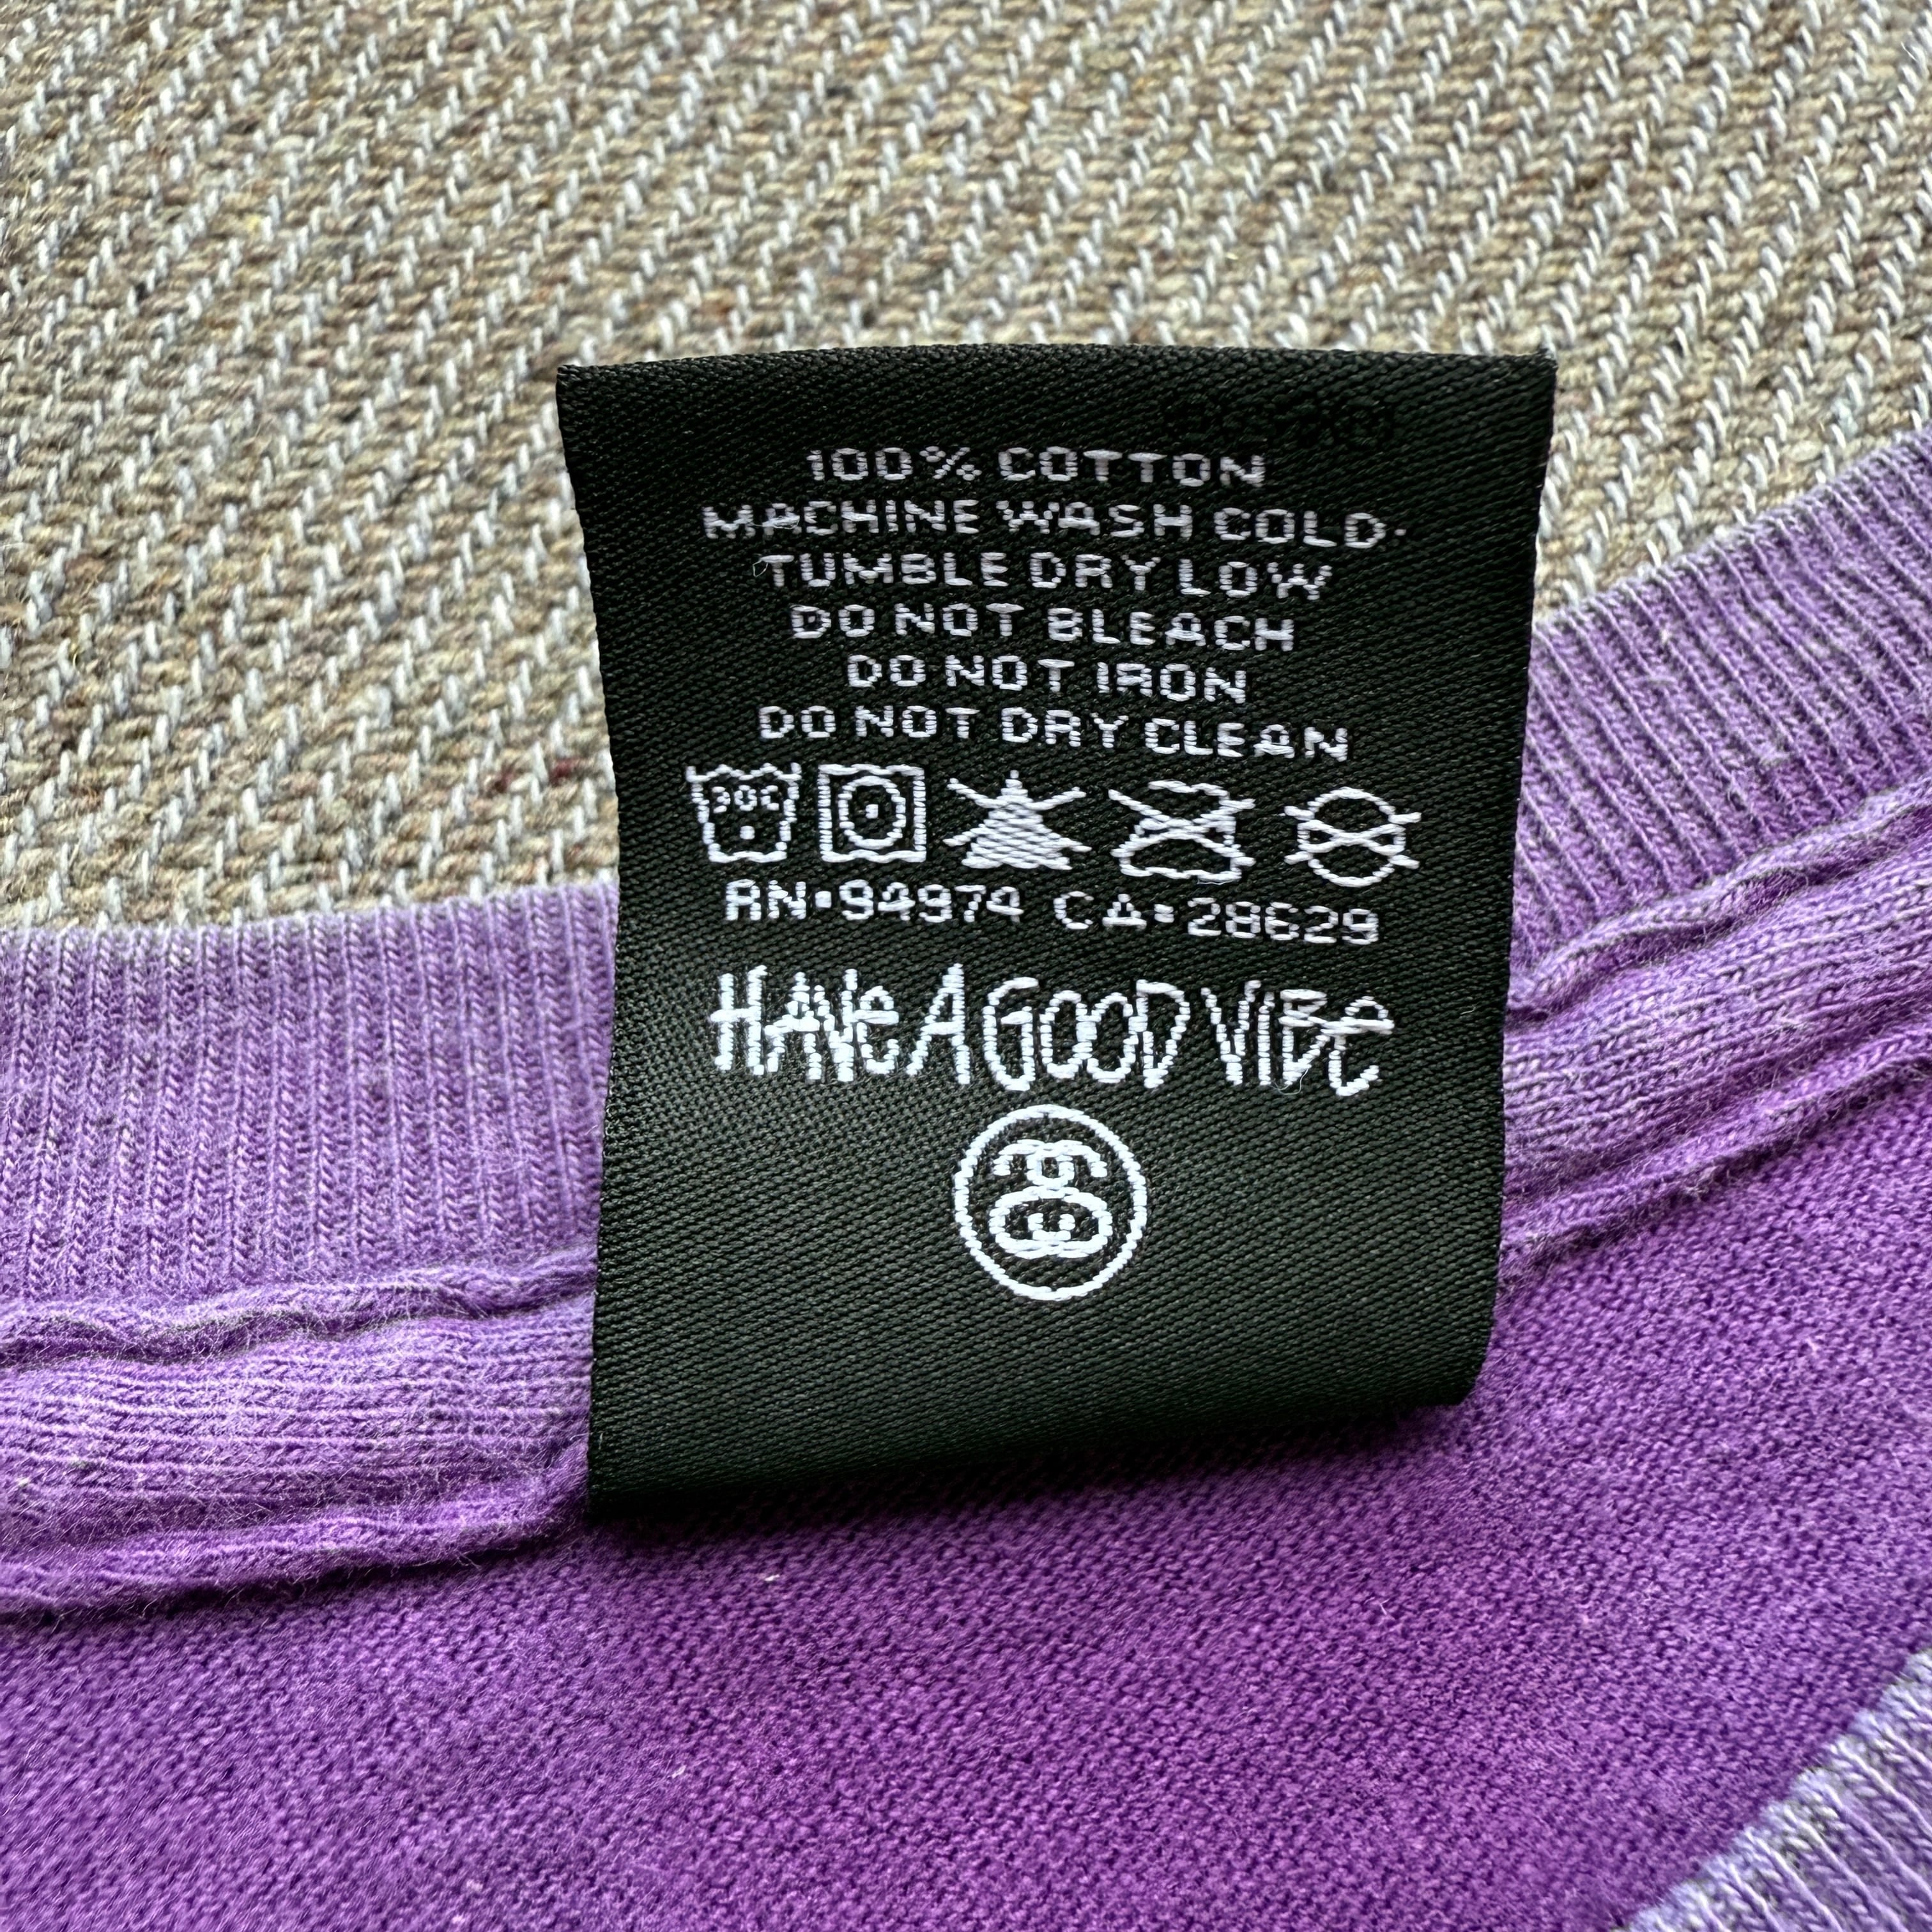 100% COTTON
MACHINE WASH COLD·
TUMBLE DRY LOW
DO NOT BLEACH
DO NOT IRON
DO NOT DRY CLEAN
30C
RN•94974 CA•28629
HAVE A GOOD VIBE